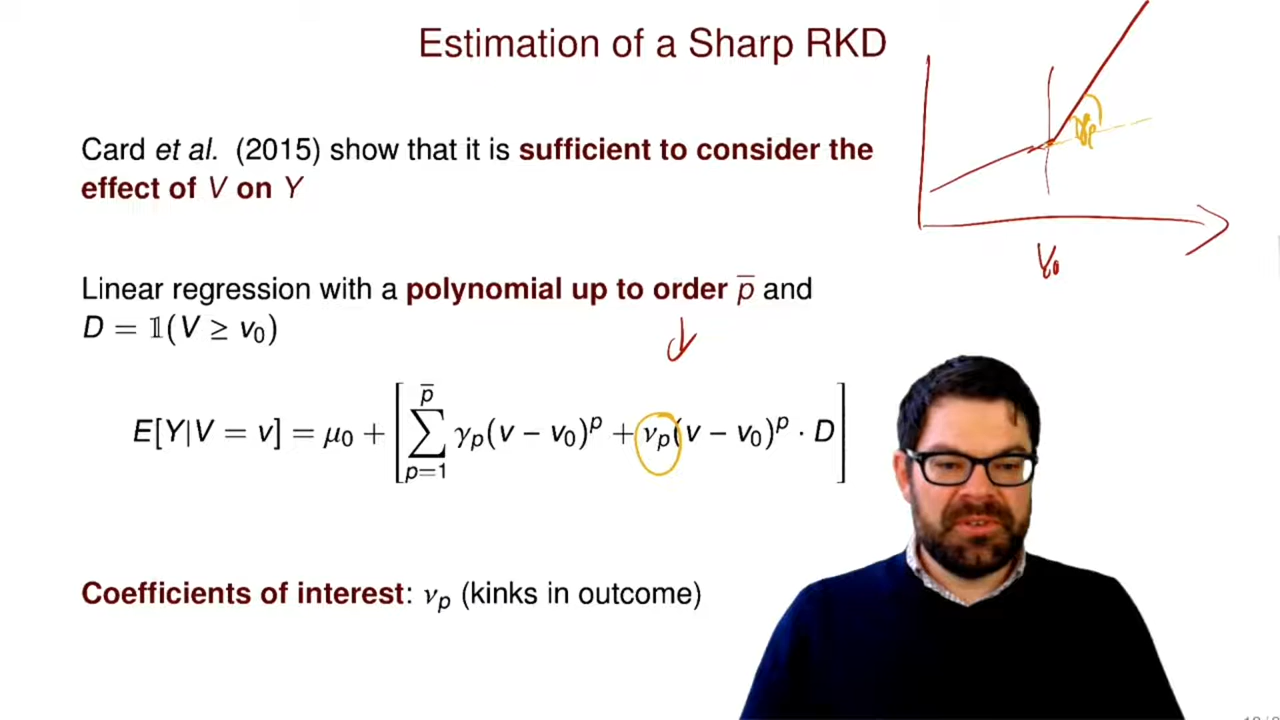 Estimation of a Sharp RKD
Card et al. (2015) show that it is sufficient to consider the
effect of V on Y
Linear regression with a polynomial up to order p̅ and
D = 𝟙(V ≥ v₀)
E[Y|V = v] = μ₀ + [∑ₚ₌₁^p̅ γₚ(v − v₀)ᵖ + νₚ(v − v₀)ᵖ · D]
Coefficients of interest: νₚ (kinks in outcome)